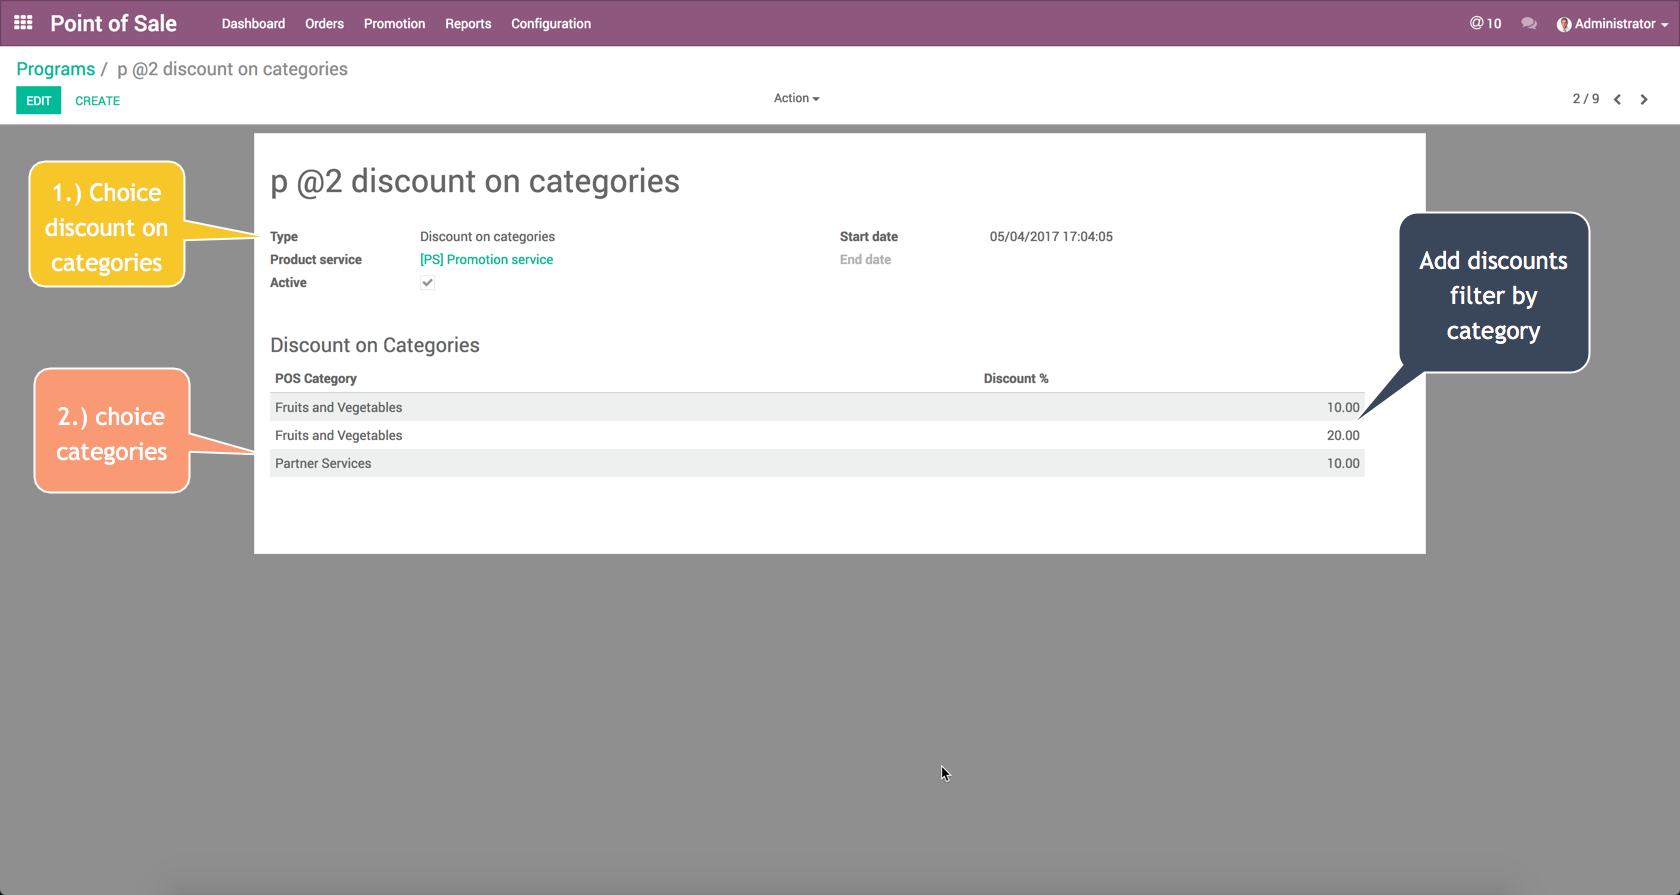 Point of Sale Dashboard Orders Promotion Reports Configuration @ 10 Administrator
Programs / p @2 discount on categories
EDIT CREATE Action 2 / 9
1.) Choice
discount on
categories
p @2 discount on categories
Type Discount on categories Start date 05/04/2017 17:04:05
Product service [PS] Promotion service End date
Active
Add discounts
filter by
category
Discount on Categories
POS Category Discount %
Fruits and Vegetables 10.00
Fruits and Vegetables 20.00
Partner Services 10.00
2.) choice
categories